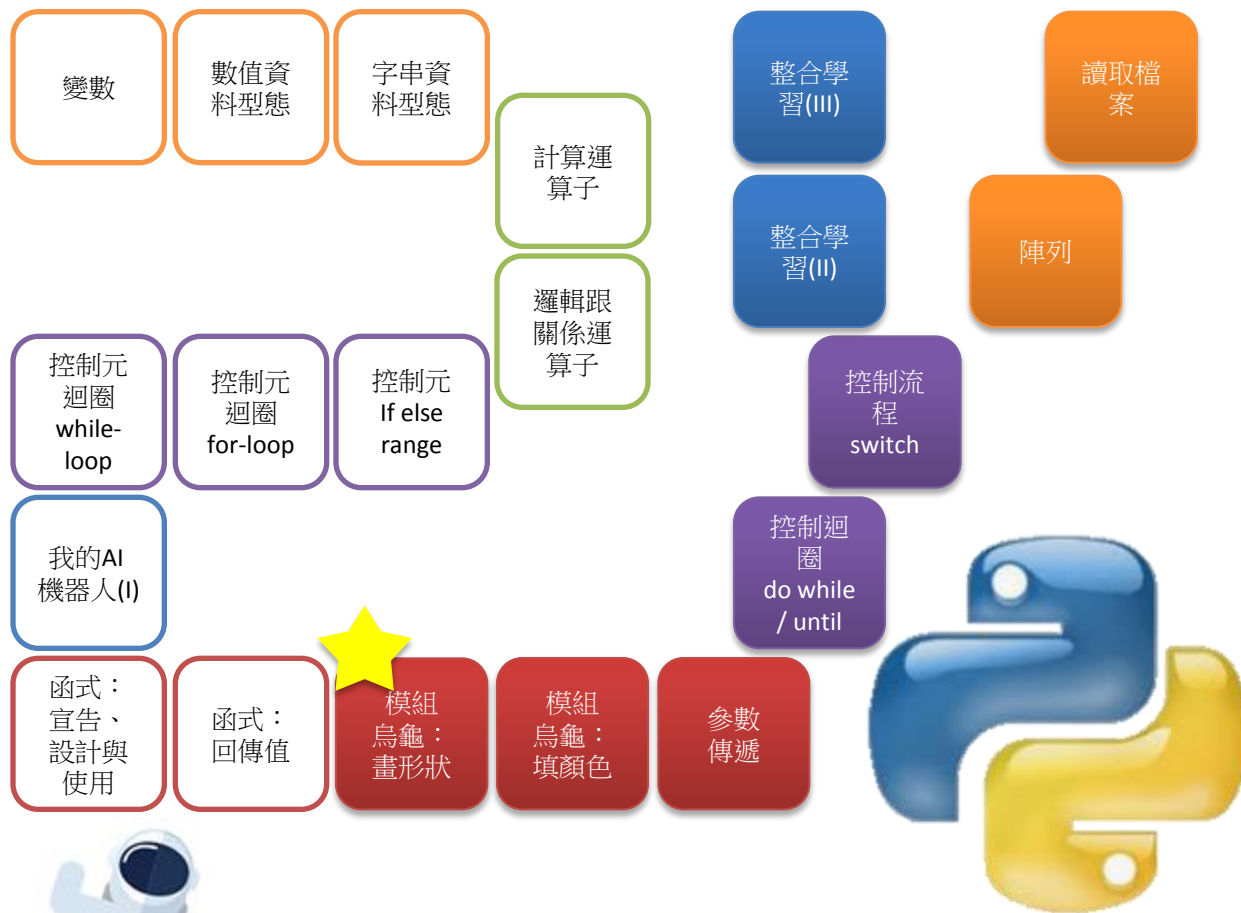 變數
數值資
料型態
字串資
料型態
計算運
算子
邏輯跟
關係運
算子
控制元
If else
range
控制元
迴圈
for-loop
控制元
迴圈
while-
loop
我的AI
機器人(I)
函式：
宣告、
設計與
使用
函式：
回傳值
模組
烏龜：
畫形狀
模組
烏龜：
填顏色
參數
傳遞
控制迴
圈
do while
/ until
控制流
程
switch
陣列
讀取檔
案
整合學
習(II)
整合學
習(III)